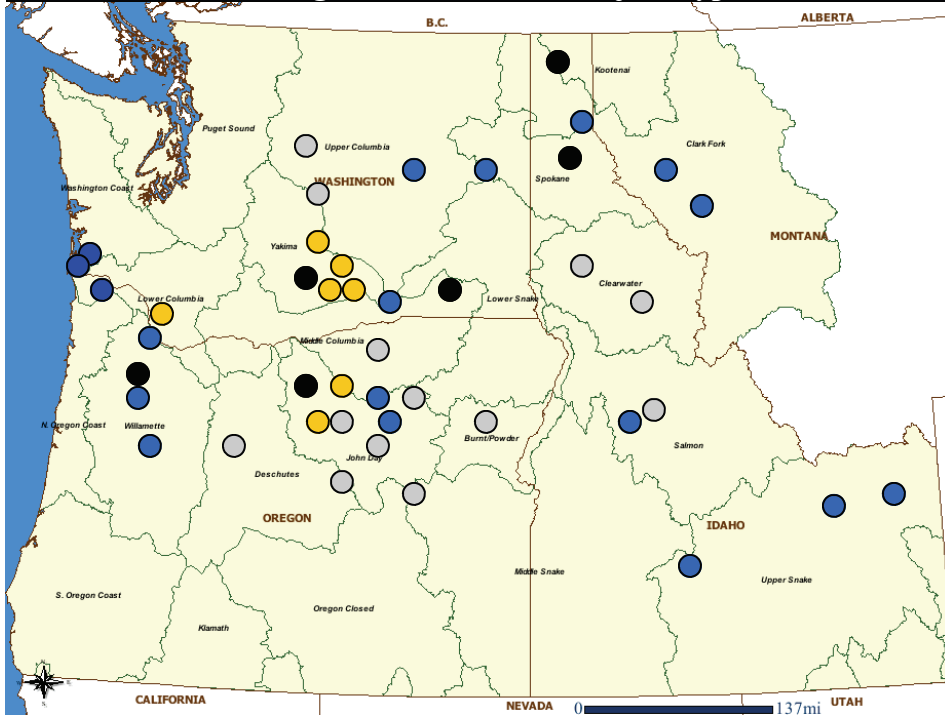 ALBERTA
B.C.
Kootenai
Puget Sound
Upper Columbia
Clark Fork
WASHINGTON
Spokane
Washington Coast
MONTANA
Yakima
Clearwater
Lower Columbia
Lower Snake
Middle Columbia
N. Oregon Coast
Willamette
Burnt/Powder
Salmon
John Day
Deschutes
OREGON
IDAHO
Middle Snake
Upper Snake
S. Oregon Coast
Oregon Closed
Klamath
CALIFORNIA
NEVADA
UTAH
0 137mi